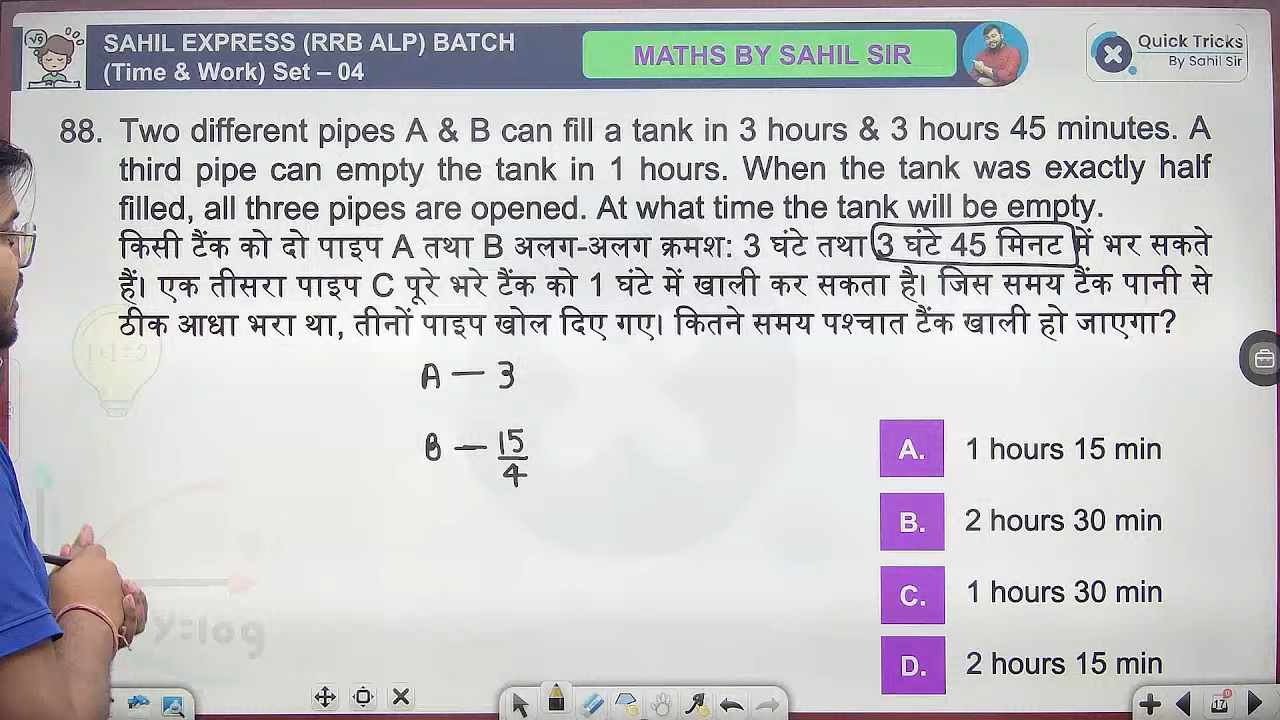 SAHIL EXPRESS (RRB ALP) BATCH
(Time & Work) Set – 04
MATHS BY SAHIL SIR
Quick Tricks
By Sahil Sir
88. Two different pipes A & B can fill a tank in 3 hours & 3 hours 45 minutes. A
third pipe can empty the tank in 1 hours. When the tank was exactly half
filled, all three pipes are opened. At what time the tank will be empty.
किसी टैंक को दो पाइप A तथा B अलग-अलग क्रमश: 3 घंटे तथा 3 घंटे 45 मिनट में भर सकते
हैं। एक तीसरा पाइप C पूरे भरे टैंक को 1 घंटे में खाली कर सकता है। जिस समय टैंक पानी से
ठीक आधा भरा था, तीनों पाइप खोल दिए गए। कितने समय पश्चात टैंक खाली हो जाएगा?
A — 3
B — 15
4
A. 1 hours 15 min
B. 2 hours 30 min
C. 1 hours 30 min
D. 2 hours 15 min
y=log
17